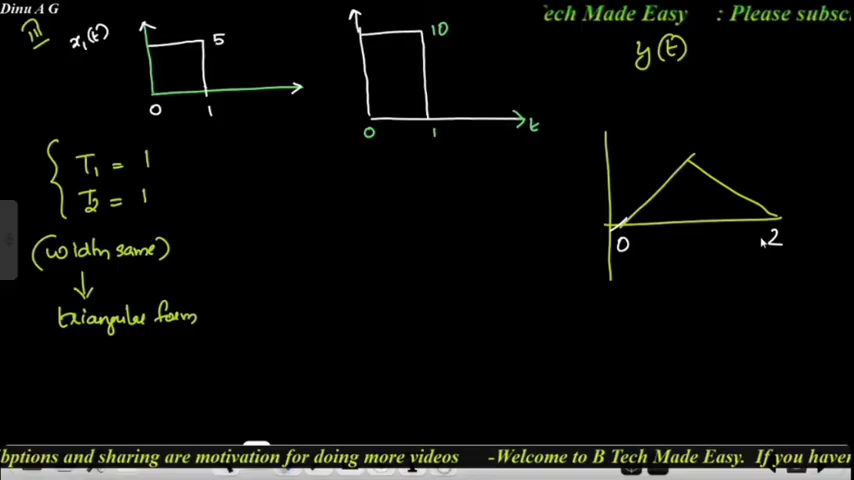 Dinu A G
ech Made Easy : Please subsc
III
x₁(t)
5
0
1
10
0
1
t
y(t)
0
2
T₁ = 1
T₂ = 1
(width same)
↓
triangular form
bptions and sharing are motivation for doing more videos -Welcome to B Tech Made Easy. If you haven